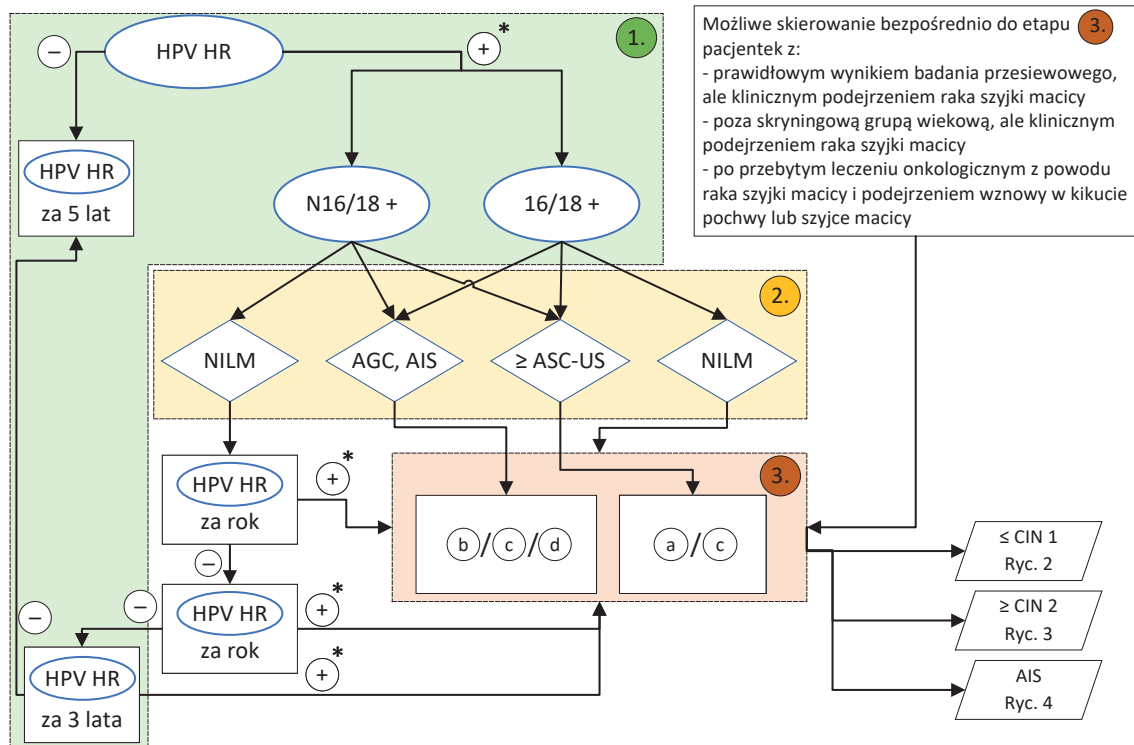 HPV HR
–
+
*
1.
HPV HR
za 5 lat
N16/18 +
16/18 +
Możliwe skierowanie bezpośrednio do etapu 3.
pacjentek z:
- prawidłowym wynikiem badania przesiewowego,
ale klinicznym podejrzeniem raka szyjki macicy
- poza skryningową grupą wiekową, ale klinicznym
podejrzeniem raka szyjki macicy
- po przebytym leczeniu onkologicznym z powodu
raka szyjki macicy i podejrzeniem wznowy w kikucie
pochwy lub szyjce macicy
2.
NILM
AGC, AIS
≥ ASC-US
NILM
HPV HR
za rok
+
*
3.
b/c/d
a/c
–
HPV HR
za rok
–
+
*
–
HPV HR
za 3 lata
+
*
≤ CIN 1
Ryc. 2
≥ CIN 2
Ryc. 3
AIS
Ryc. 4